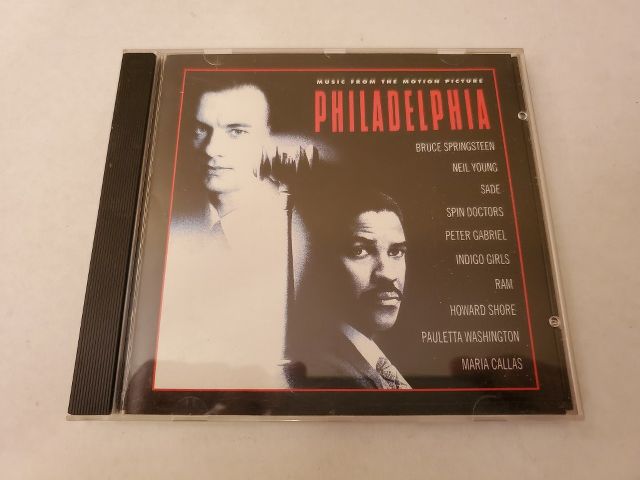 MUSIC FROM THE MOTION PICTURE
PHILADELPHIA
BRUCE SPRINGSTEEN
NEIL YOUNG
SADE
SPIN DOCTORS
PETER GABRIEL
INDIGO GIRLS
RAM
HOWARD SHORE
PAULETTA WASHINGTON
MARIA CALLAS